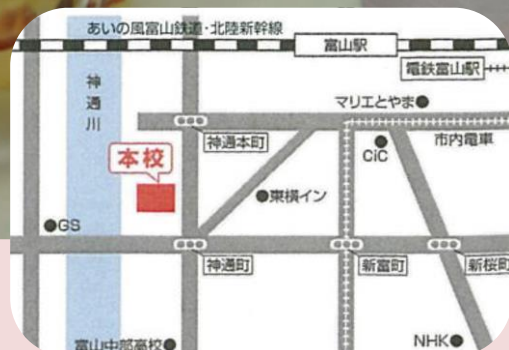 あいの風富山鉄道・北陸新幹線
富山駅
電鉄富山駅
神通川
マリエとやま
神通本町
CiC
市内電車
本校
東横イン
GS
神通町
新富町
新桜町
富山中部高校
NHK